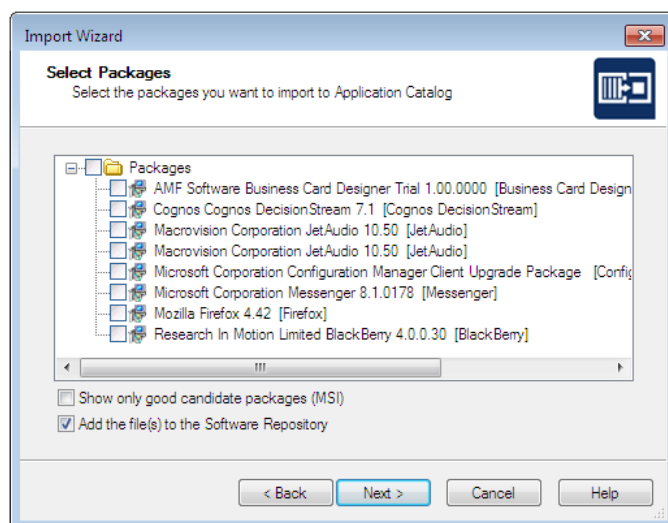 Import Wizard
Select Packages
Select the packages you want to import to Application Catalog
Packages
AMF Software Business Card Designer Trial 1.00.0000 [Business Card Design
Cognos Cognos DecisionStream 7.1 [Cognos DecisionStream]
Macrovision Corporation JetAudio 10.50 [JetAudio]
Macrovision Corporation JetAudio 10.50 [JetAudio]
Microsoft Corporation Configuration Manager Client Upgrade Package [Config
Microsoft Corporation Messenger 8.1.0178 [Messenger]
Mozilla Firefox 4.42 [Firefox]
Research In Motion Limited BlackBerry 4.0.0.30 [BlackBerry]
Show only good candidate packages (MSI)
Add the file(s) to the Software Repository
< Back Next > Cancel Help